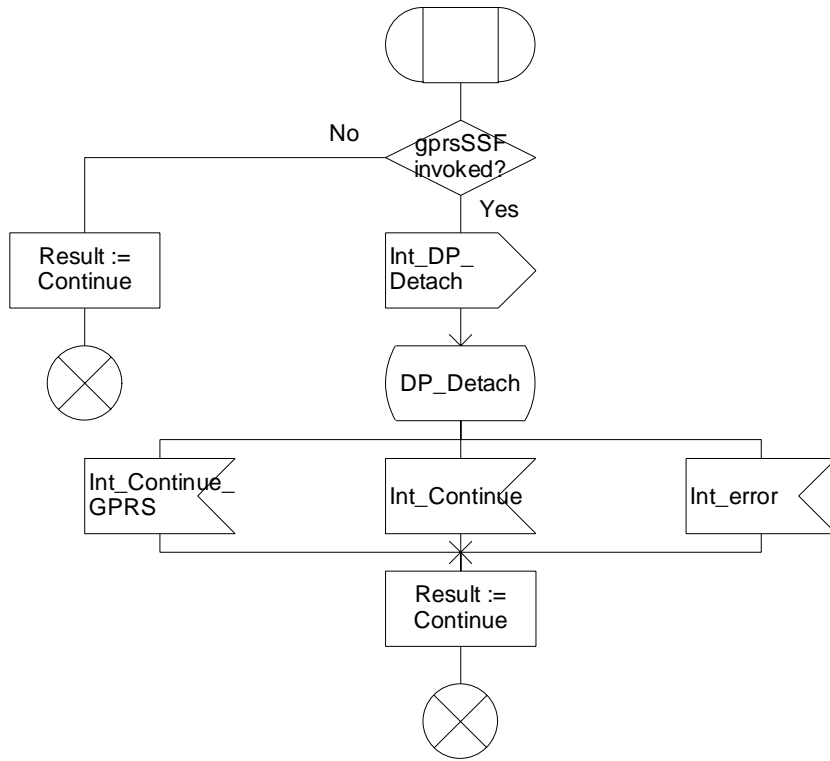 gprsSSF
invoked?
No
Yes
Result :=
Continue
Int_DP_
Detach
DP_Detach
Int_Continue_
GPRS
Int_Continue
Int_error
Result :=
Continue